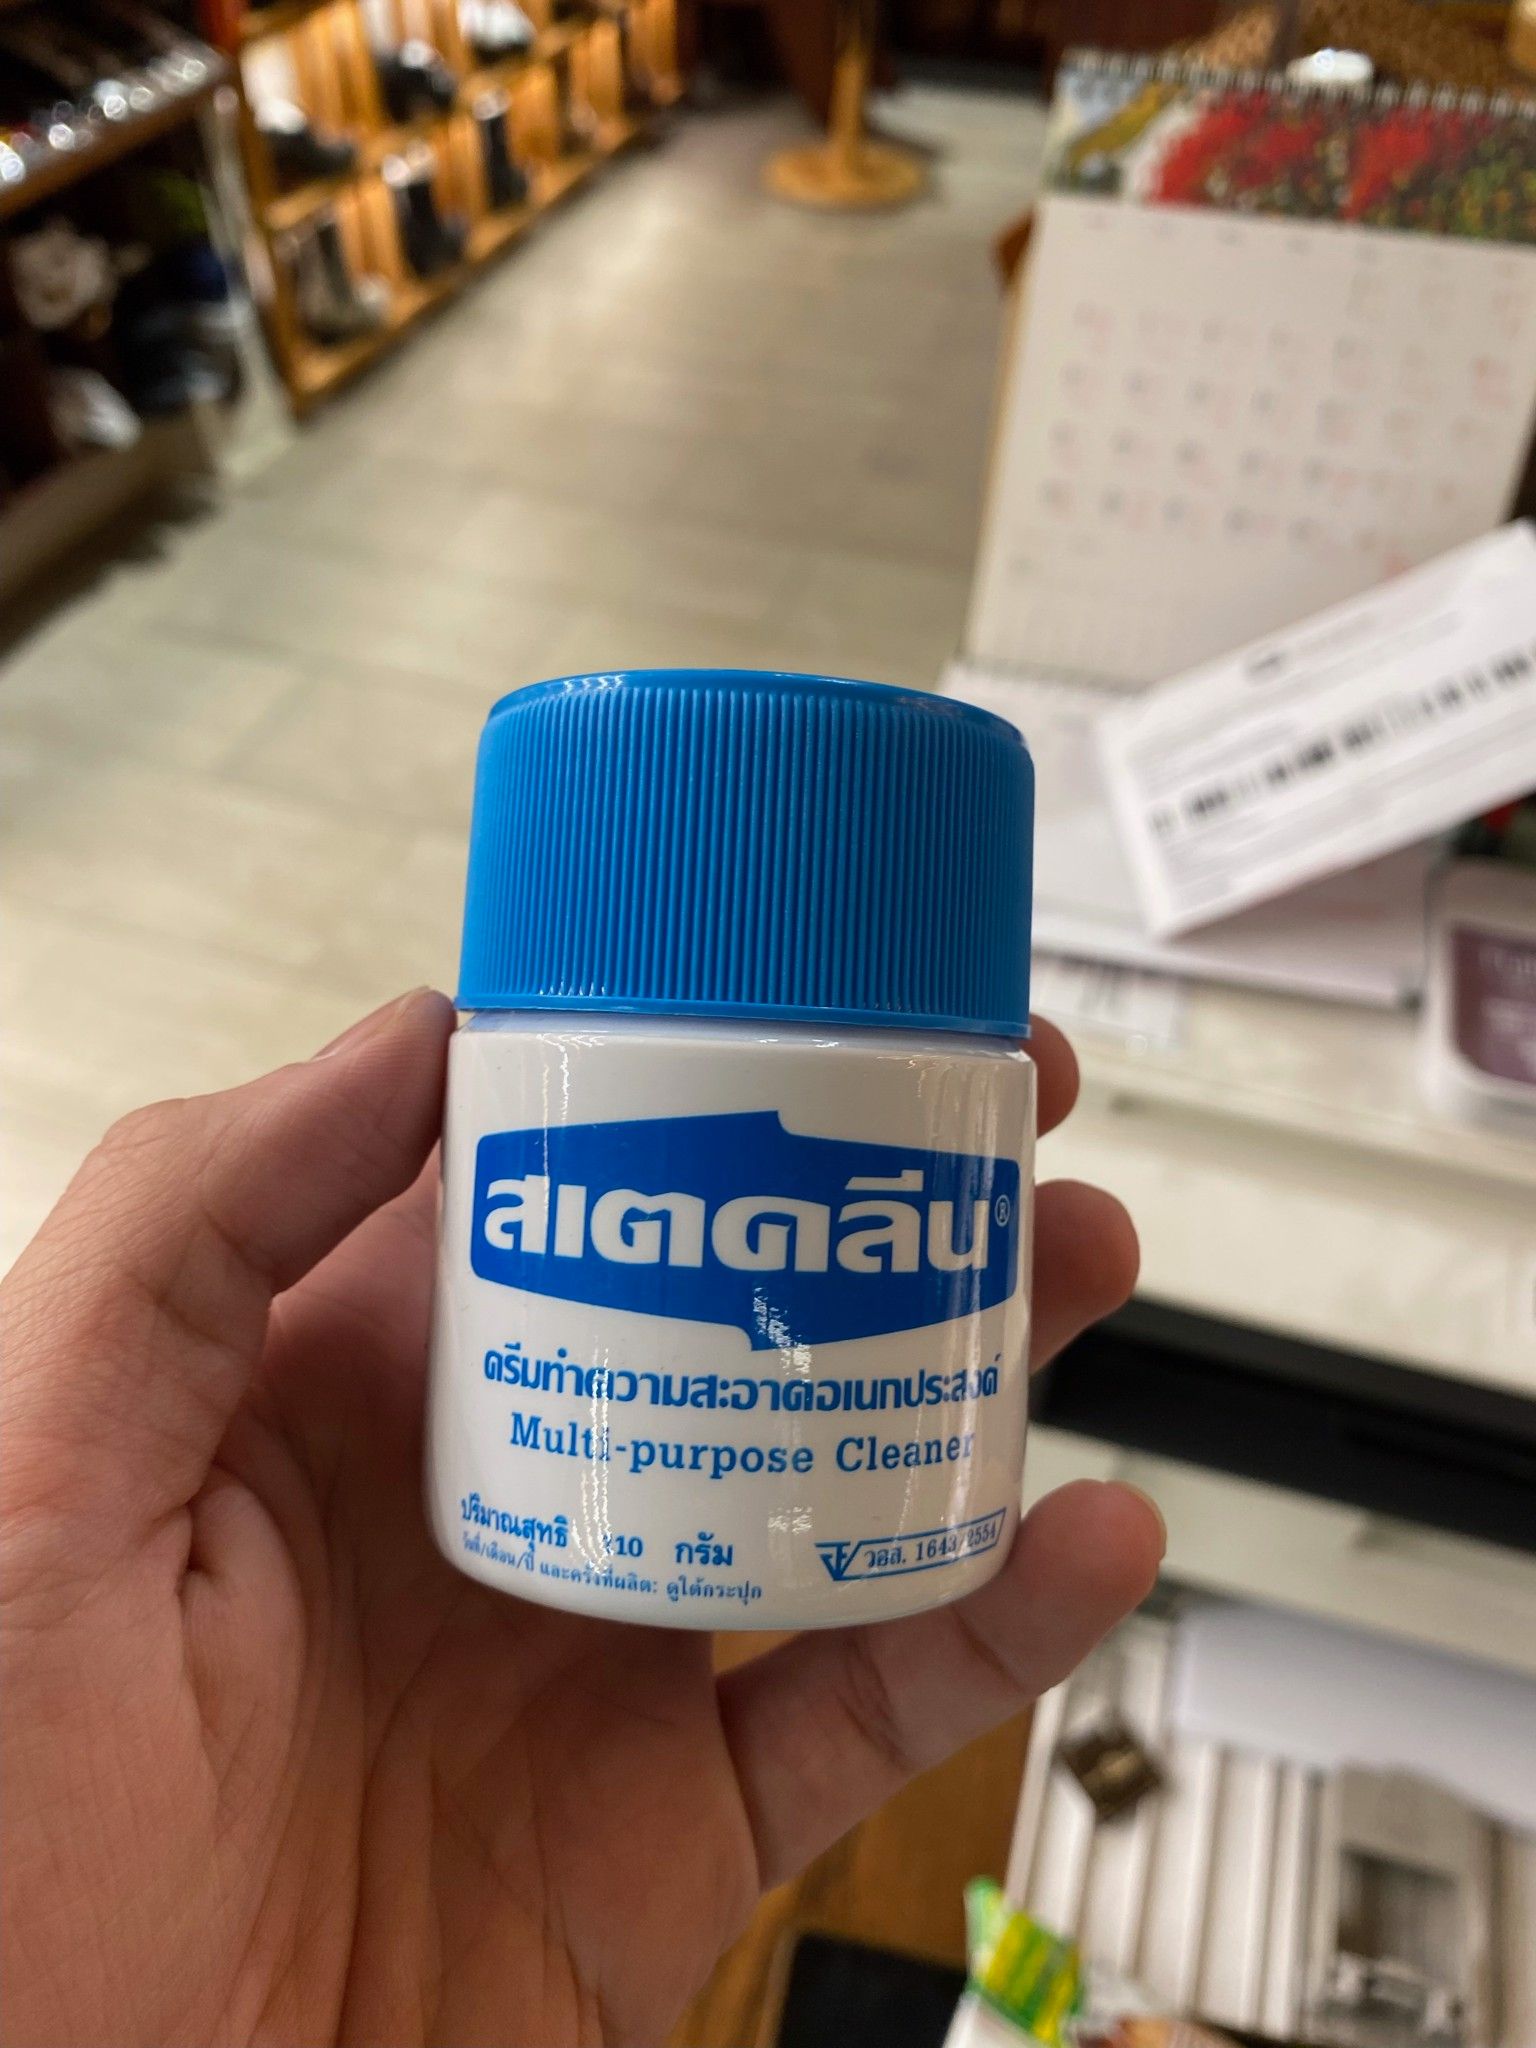 สเตคลีน®
ครีมทำความสะอาดอเนกประสงค์
Multi-purpose Cleaner
ปริมาณสุทธิ 110 กรัม
วอส. 1643/2554
วันที่/เดือน/ปี และครั้งที่ผลิต: ดูใต้กระปุก